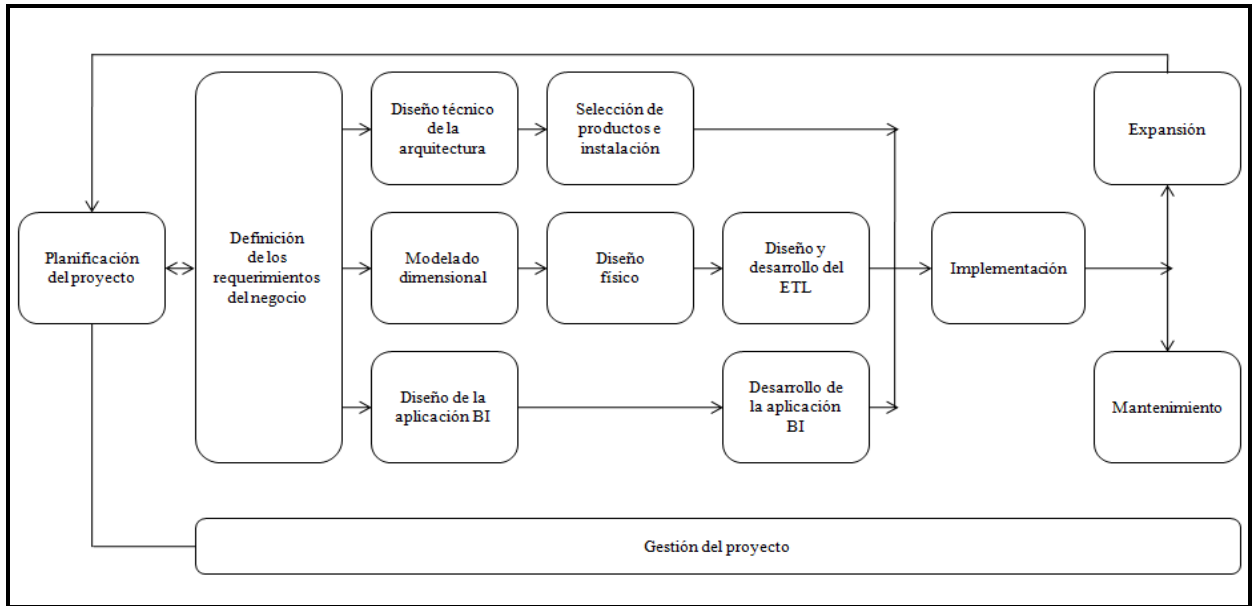 Planificación
del proyecto
Definición
de los
requerimientos
del negocio
Diseño técnico
de la
arquitectura
Selección de
productos e
instalación
Modelado
dimensional
Diseño
físico
Diseño y
desarrollo del
ETL
Diseño de la
aplicación BI
Desarrollo de
la aplicación
BI
Implementación
Expansión
Mantenimiento
Gestión del proyecto